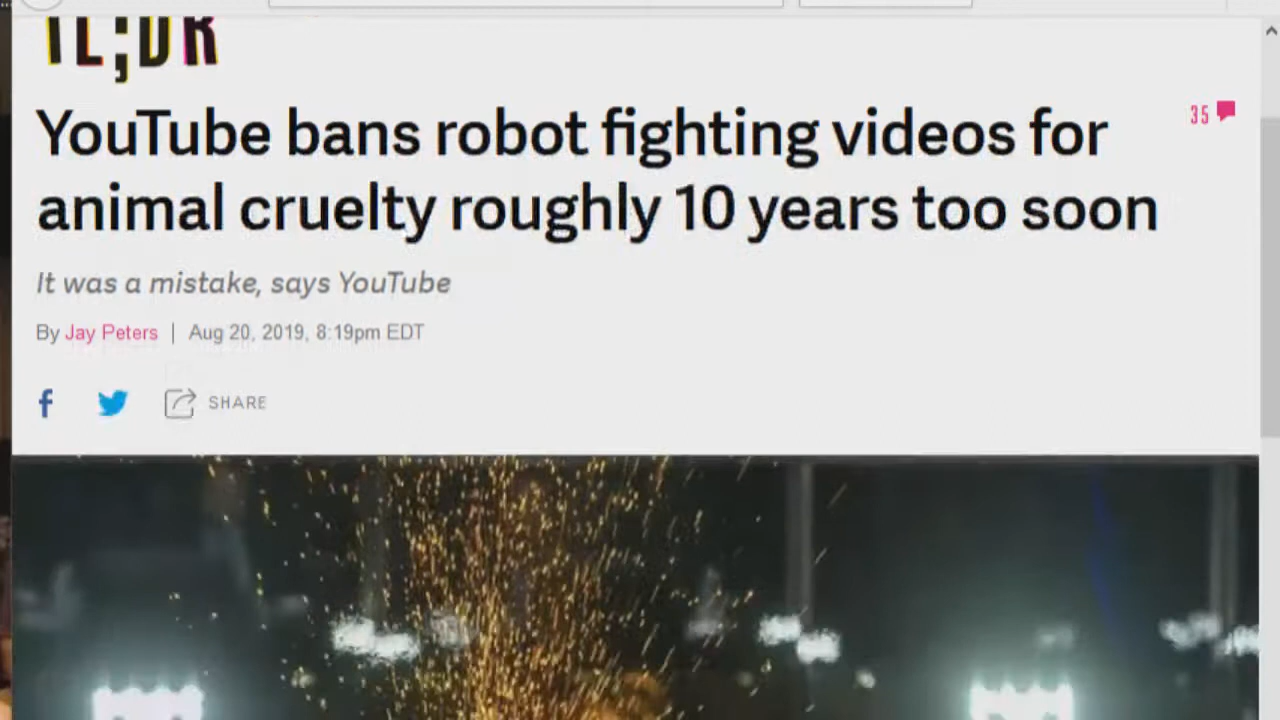 TL;DR
YouTube bans robot fighting videos for
35
animal cruelty roughly 10 years too soon
It was a mistake, says YouTube
By Jay Peters | Aug 20, 2019, 8:19pm EDT
SHARE